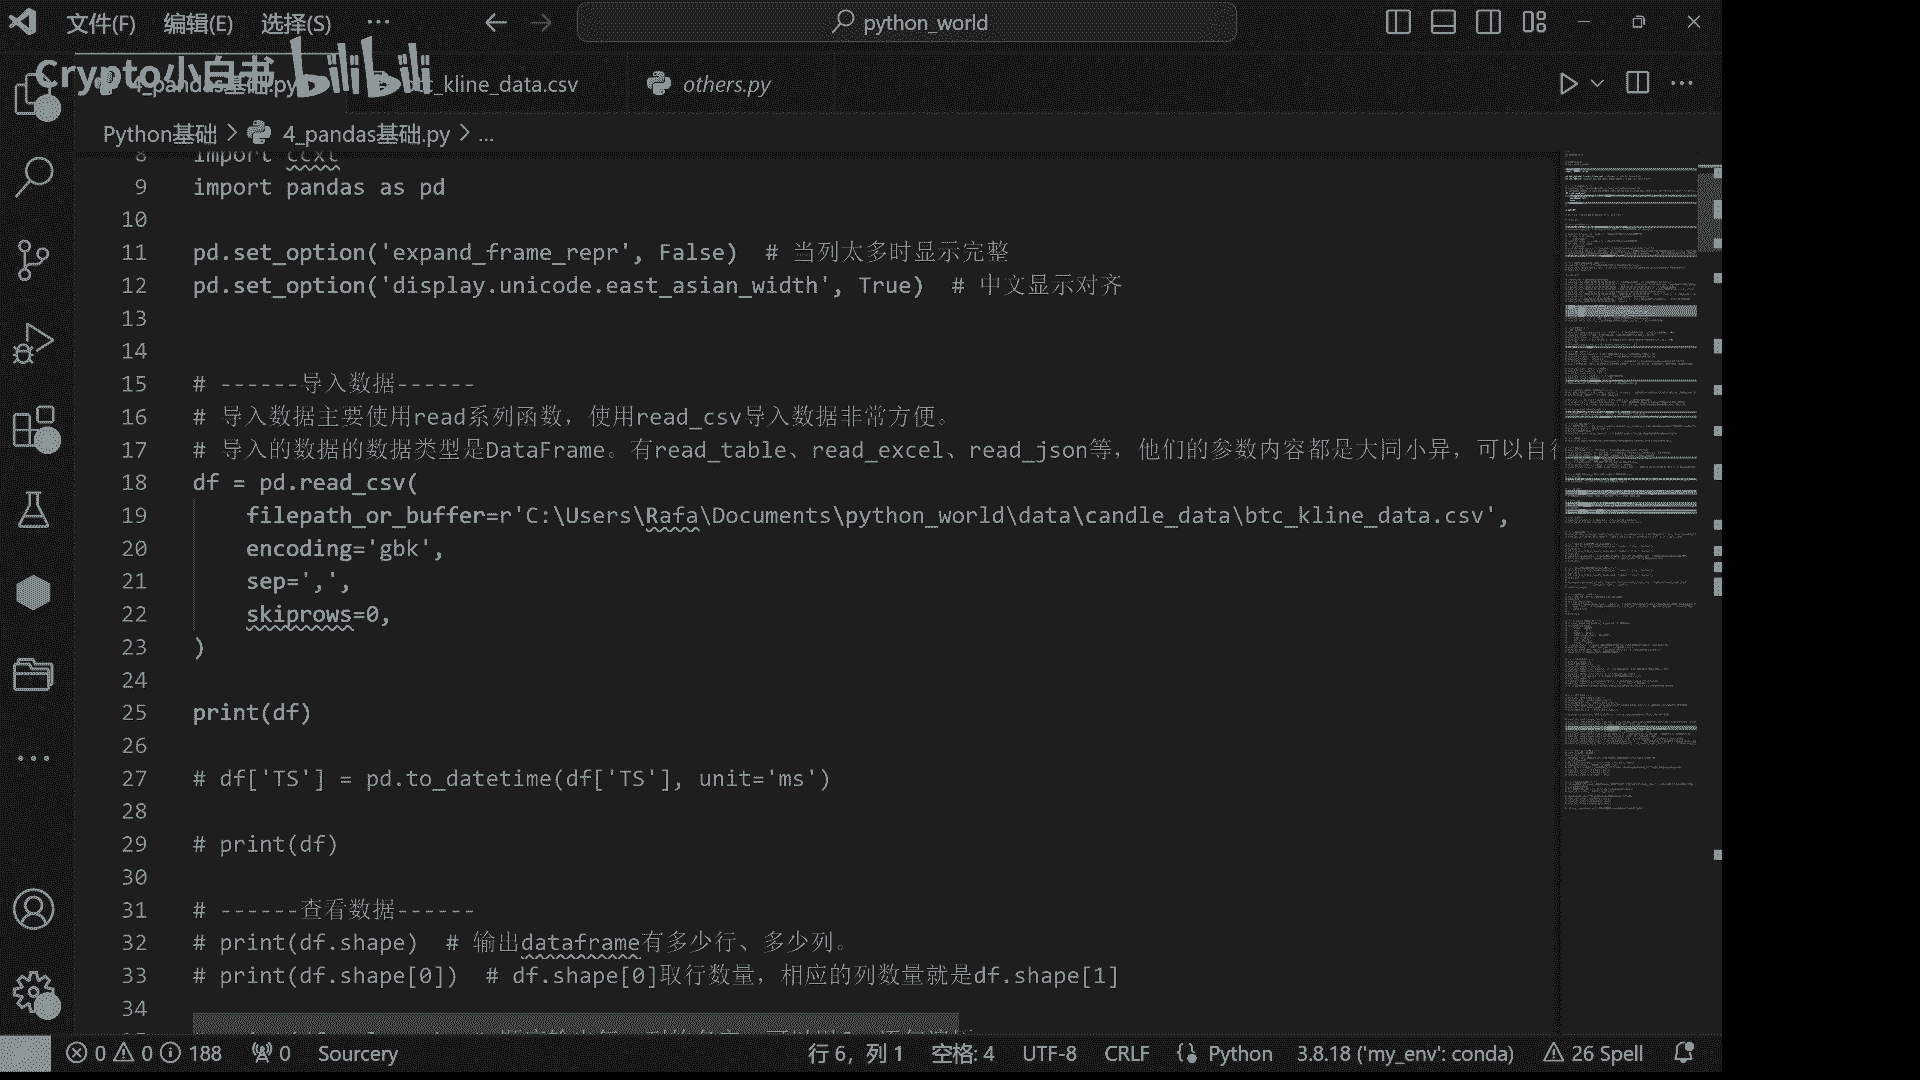 文件(F) 编辑(E) 选择(S) ··· python_world
Crypto小白书 bilibili
4_pandas基础.py btc_kline_data.csv others.py
Python基础 > 4_pandas基础.py > ...
8 import ccxt
9 import pandas as pd
10
11 pd.set_option('expand_frame_repr', False)  # 当列太多时显示完整
12 pd.set_option('display.unicode.east_asian_width', True)  # 中文显示对齐
13
14
15 # ------导入数据------
16 # 导入数据主要使用read系列函数，使用read_csv导入数据非常方便。
17 # 导入的数据的数据类型是DataFrame。有read_table、read_excel、read_json等，他们的参数内容都是大同小异，可以自行
18 df = pd.read_csv(
19     filepath_or_buffer=r'C:\Users\Rafa\Documents\python_world\data\candle_data\btc_kline_data.csv',
20     encoding='gbk',
21     sep=',',
22     skiprows=0,
23 )
24
25 print(df)
26
27 # df['TS'] = pd.to_datetime(df['TS'], unit='ms')
28
29 # print(df)
30
31 # ------查看数据------
32 # print(df.shape)  # 输出dataframe有多少行、多少列。
33 # print(df.shape[0])  # df.shape[0]取行数量，相应的列数量就是df.shape[1]
34
0 0 188 0 Sourcery 行 6，列 1 空格: 4 UTF-8 CRLF Python 3.8.18 ('my_env': conda) 26 Spell